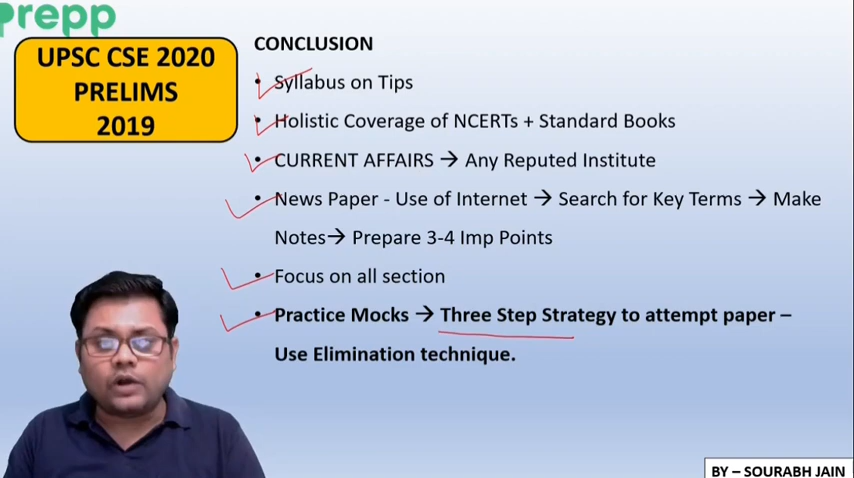 prepp
UPSC CSE 2020
PRELIMS
2019
CONCLUSION
• Syllabus on Tips
• Holistic Coverage of NCERTs + Standard Books
• CURRENT AFFAIRS → Any Reputed Institute
• News Paper - Use of Internet → Search for Key Terms → Make
Notes→ Prepare 3-4 Imp Points
• Focus on all section
• Practice Mocks → Three Step Strategy to attempt paper –
Use Elimination technique.
BY – SOURABH JAIN